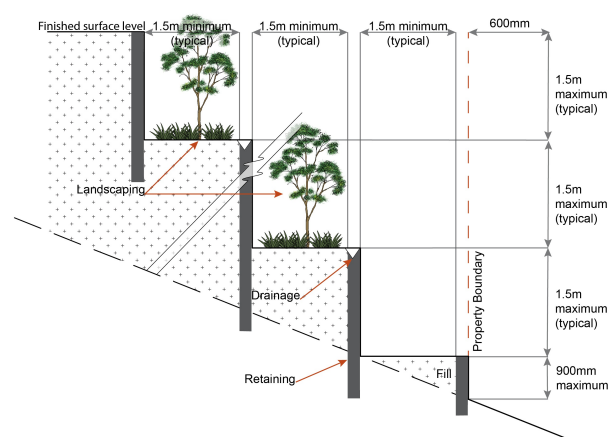 Finished surface level
1.5m minimum
(typical)
1.5m minimum
(typical)
1.5m minimum
(typical)
600mm
1.5m
maximum
(typical)
Landscaping
1.5m
maximum
(typical)
Drainage
Property Boundary
1.5m
maximum
(typical)
Retaining
Fill
900mm
maximum